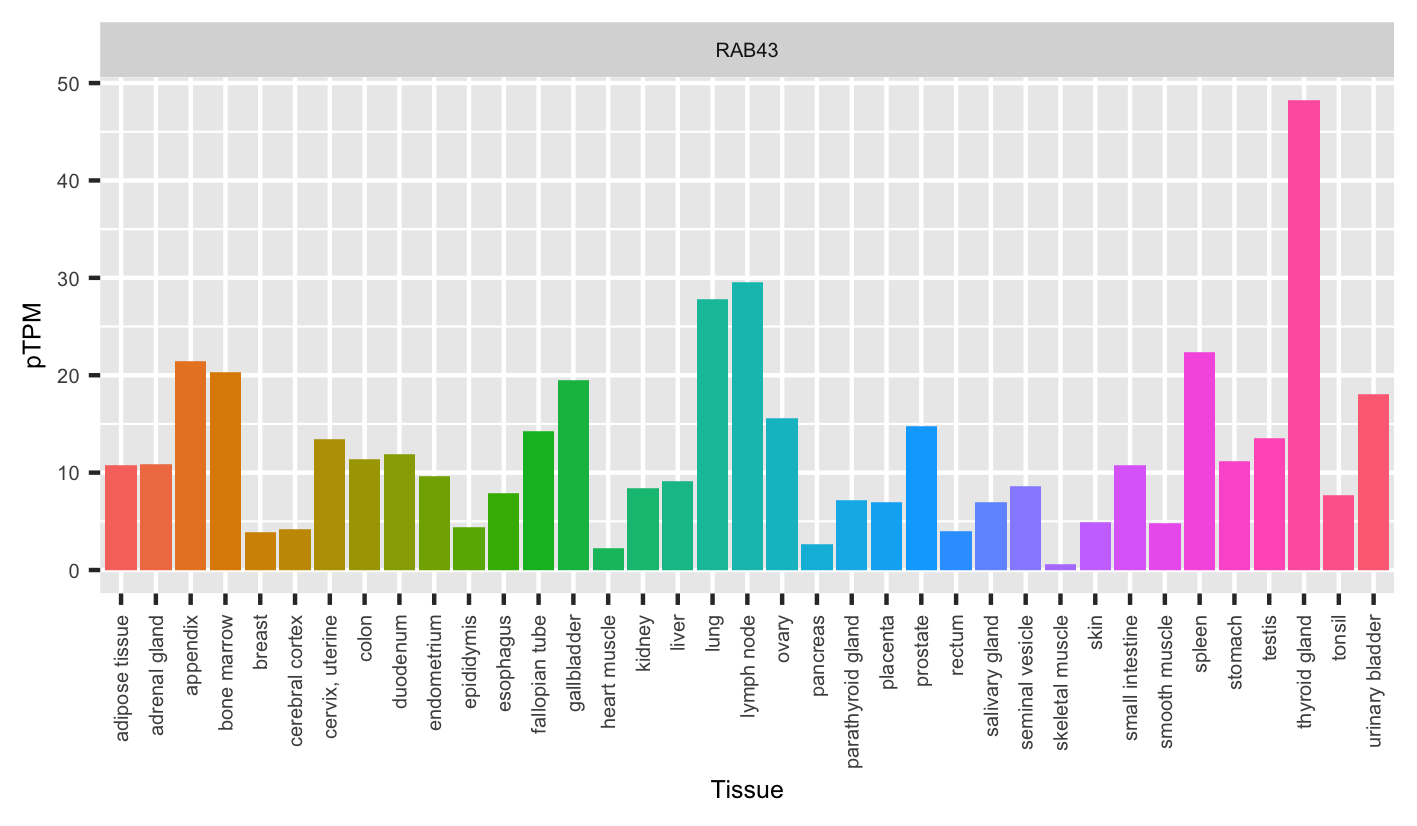 RAB43
pTPM
50
40
30
20
10
0
adipose tissue
adrenal gland
appendix
bone marrow
breast
cerebral cortex
cervix, uterine
colon
duodenum
endometrium
epididymis
esophagus
fallopian tube
gallbladder
heart muscle
kidney
liver
lung
lymph node
ovary
pancreas
parathyroid gland
placenta
prostate
rectum
salivary gland
seminal vesicle
skeletal muscle
skin
small intestine
smooth muscle
spleen
stomach
testis
thyroid gland
tonsil
urinary bladder
Tissue